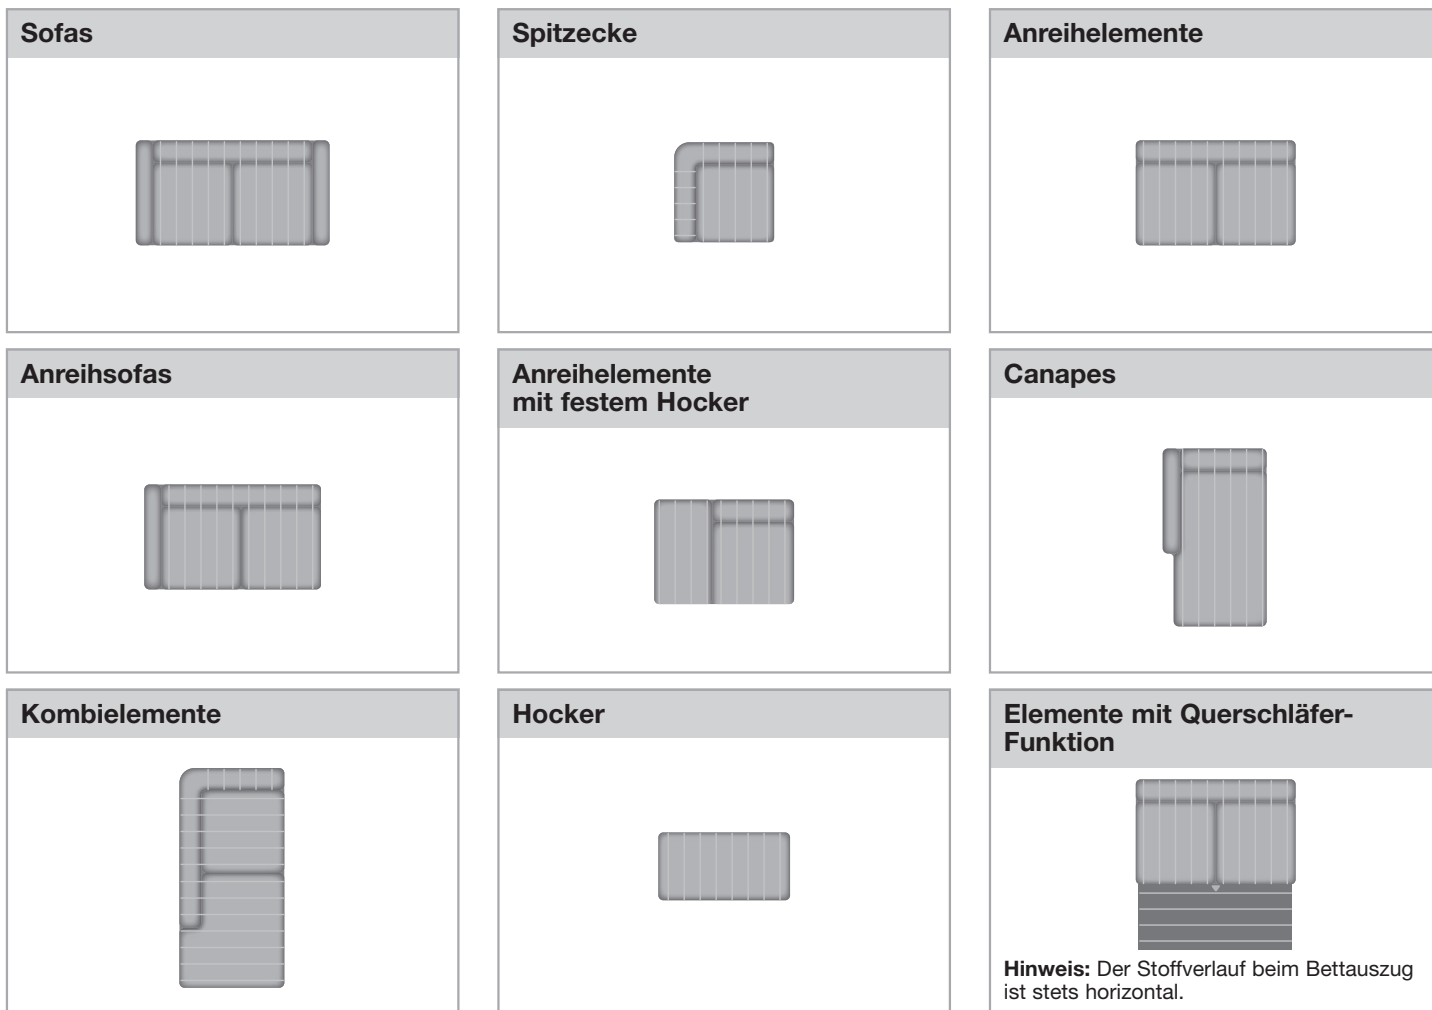 Sofas
Spitzecke
Anreihelemente
Anreihsofas
Anreihelemente
mit festem Hocker
Canapes
Kombielemente
Hocker
Elemente mit Querschläfer-
Funktion
Hinweis: Der Stoffverlauf beim Bettauszug
ist stets horizontal.